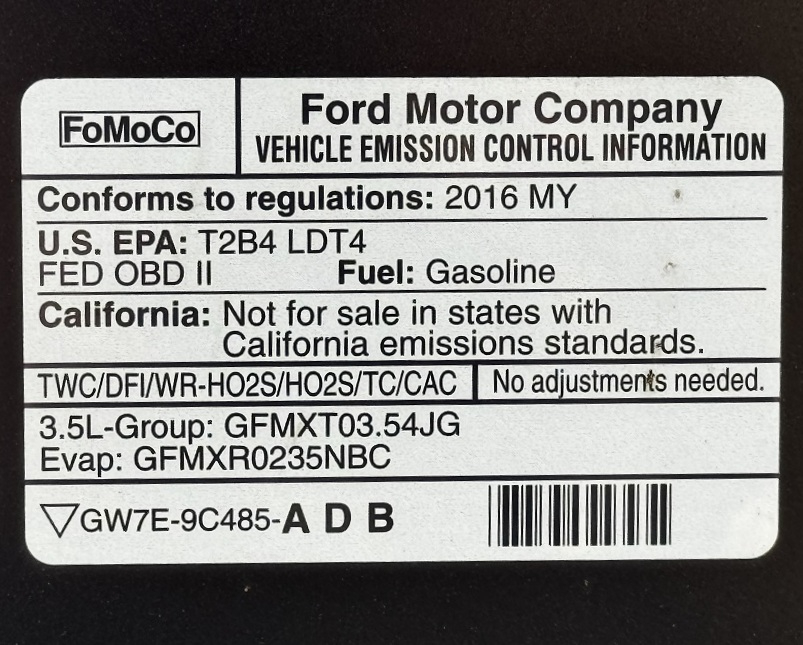 FoMoCo
Ford Motor Company
VEHICLE EMISSION CONTROL INFORMATION
Conforms to regulations: 2016 MY
U.S. EPA: T2B4 LDT4
FED OBD II Fuel: Gasoline
California: Not for sale in states with
California emissions standards.
TWC/DFI/WR-HO2S/HO2S/TC/CAC No adjustments needed.
3.5L-Group: GFMXT03.54JG
Evap: GFMXR0235NBC
GW7E-9C485-A D B